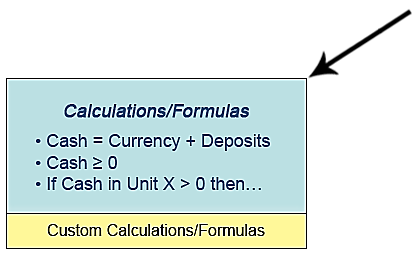 Calculations/Formulas
• Cash = Currency + Deposits
• Cash ≥ 0
• If Cash in Unit X > 0 then…
Custom Calculations/Formulas